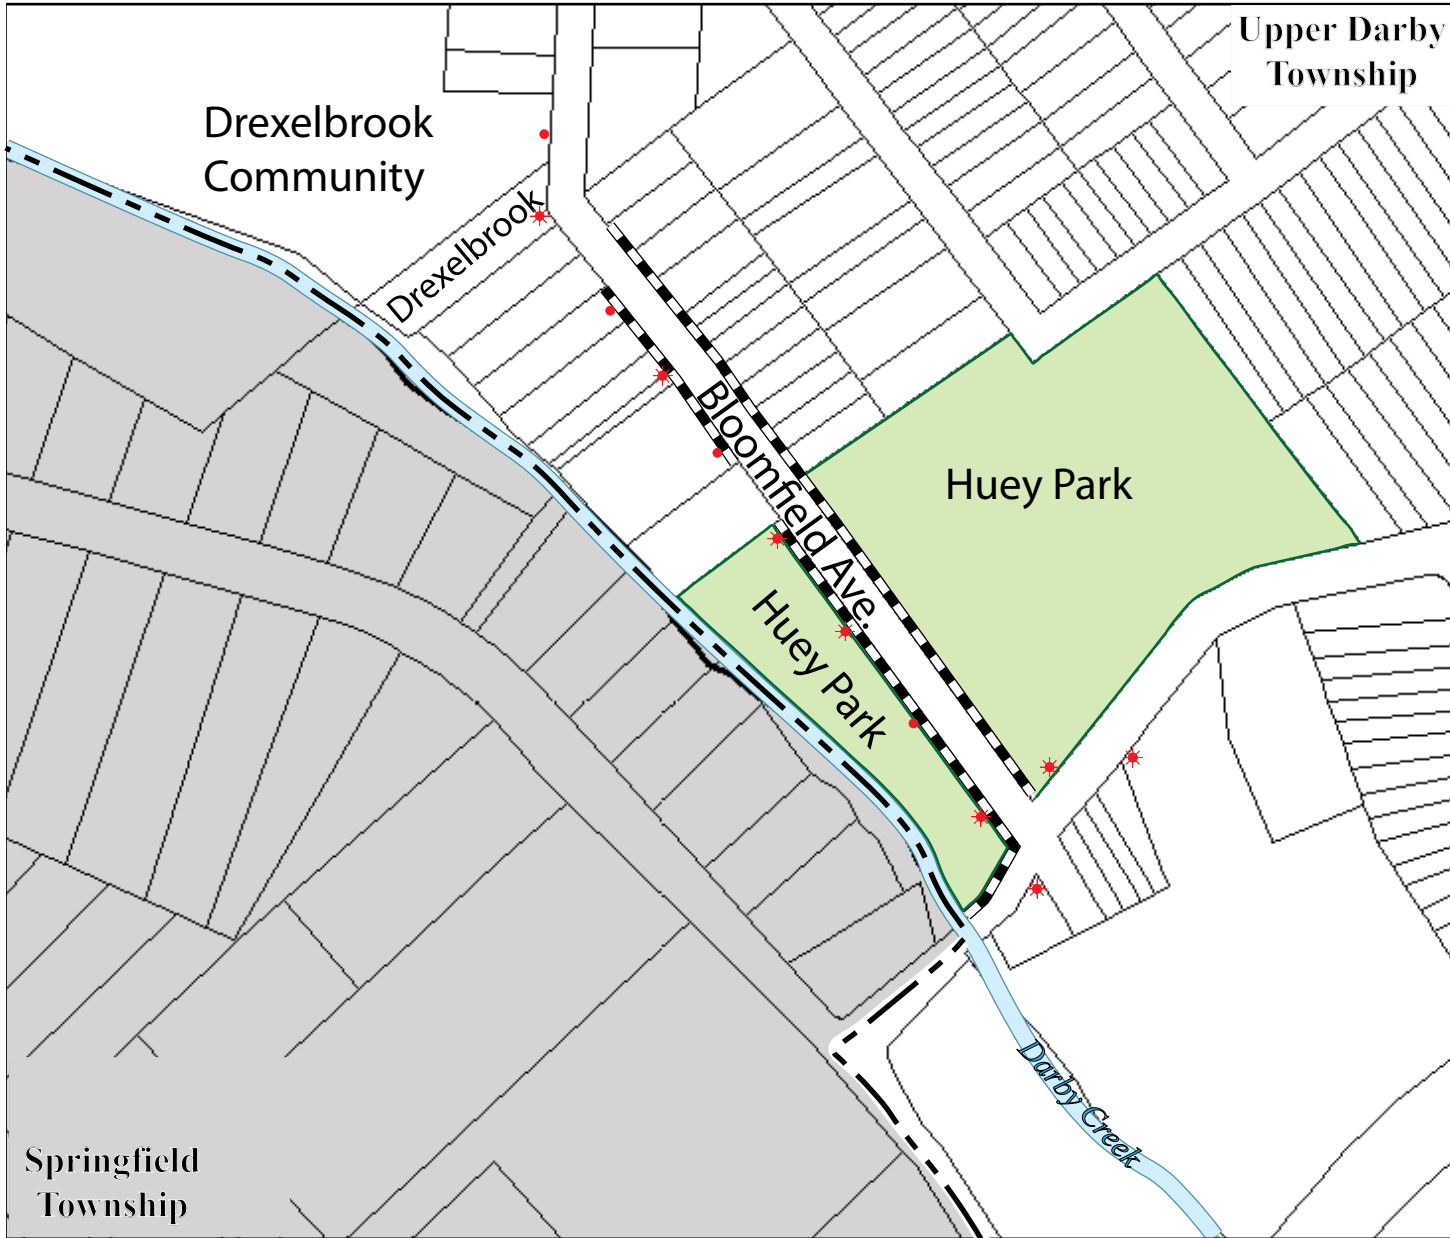 Upper Darby
Township
Drexelbrook
Community
Drexelbrook
Bloomfield Ave.
Huey Park
Huey Park
Darby Creek
Springfield
Township